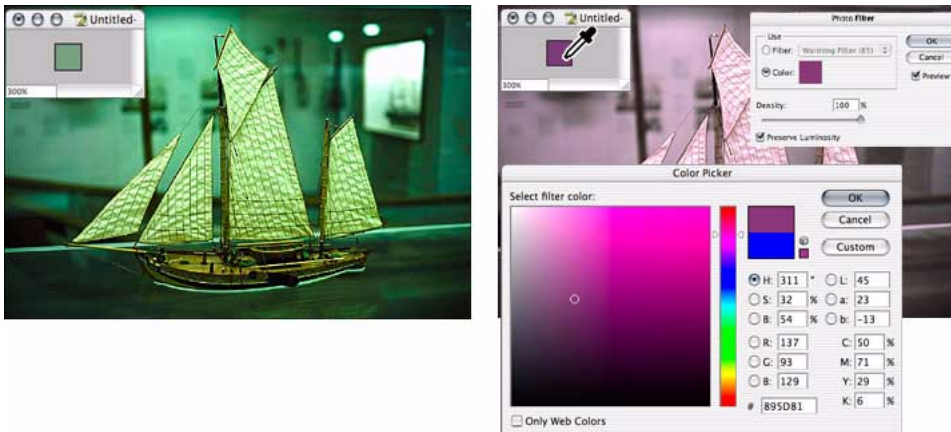 Untitled-
300%
Untitled-
300%
Photo Filter
Use
Filter: Warming Filter (85)
Color:
OK
Cancel
Preview
Density: 100 %
Preserve Luminosity
Color Picker
Select filter color:
OK
Cancel
Custom
H: 311 °
S: 32 %
B: 54 %
R: 137
G: 93
B: 129
# 895D81
L: 45
a: 23
b: -13
C: 50 %
M: 71 %
Y: 29 %
K: 6 %
Only Web Colors